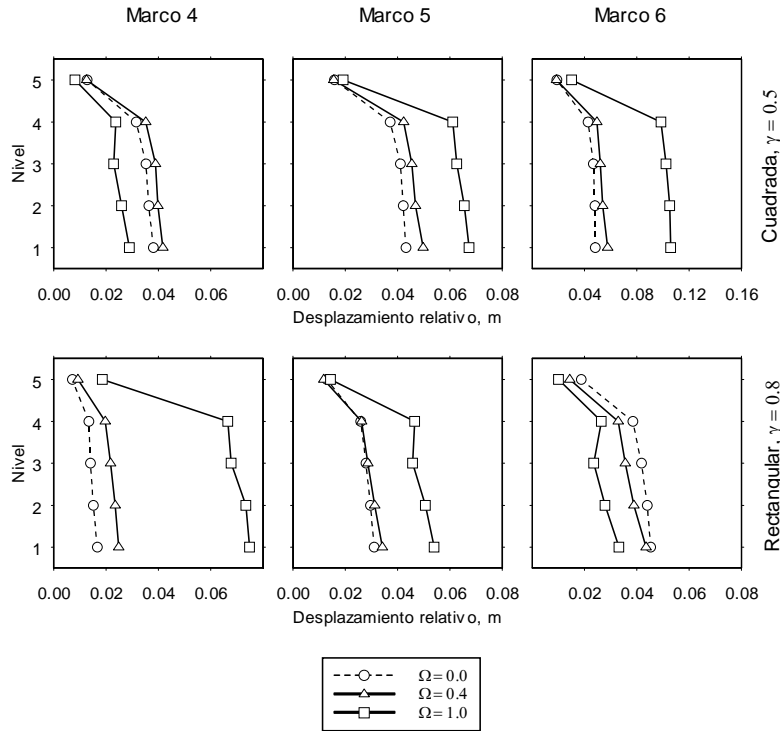 Marco 4 Marco 5 Marco 6
5
4
3
2
1
Nivel
0.00 0.02 0.04 0.06
0.00 0.02 0.04 0.06 0.08
0.04 0.08 0.12 0.16
Desplazamiento relativo, m
Cuadrada, γ = 0.5
5
4
3
2
1
Nivel
0.00 0.02 0.04 0.06
0.00 0.02 0.04 0.06 0.08
0.02 0.04 0.06 0.08
Desplazamiento relativo, m
Rectangular, γ = 0.8
Ω = 0.0
Ω = 0.4
Ω = 1.0